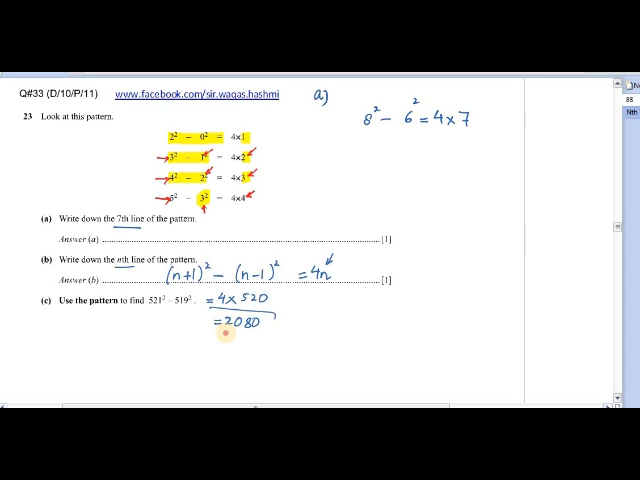 Q#33 (D/10/P/11) www.facebook.com/sir.waqas.hashmi
a)
8² − 6² = 4 × 7
23 Look at this pattern.
2² − 0² = 4×1
3² − 1² = 4×2
4² − 2² = 4×3
5² − 3² = 4×4
(a) Write down the 7th line of the pattern.
Answer (a) ........................................ [1]
(b) Write down the nth line of the pattern.
Answer (b) (n+1)² − (n−1)² = 4n [1]
(c) Use the pattern to find 521² – 519² . = 4 × 520
= 2080
88
Nth